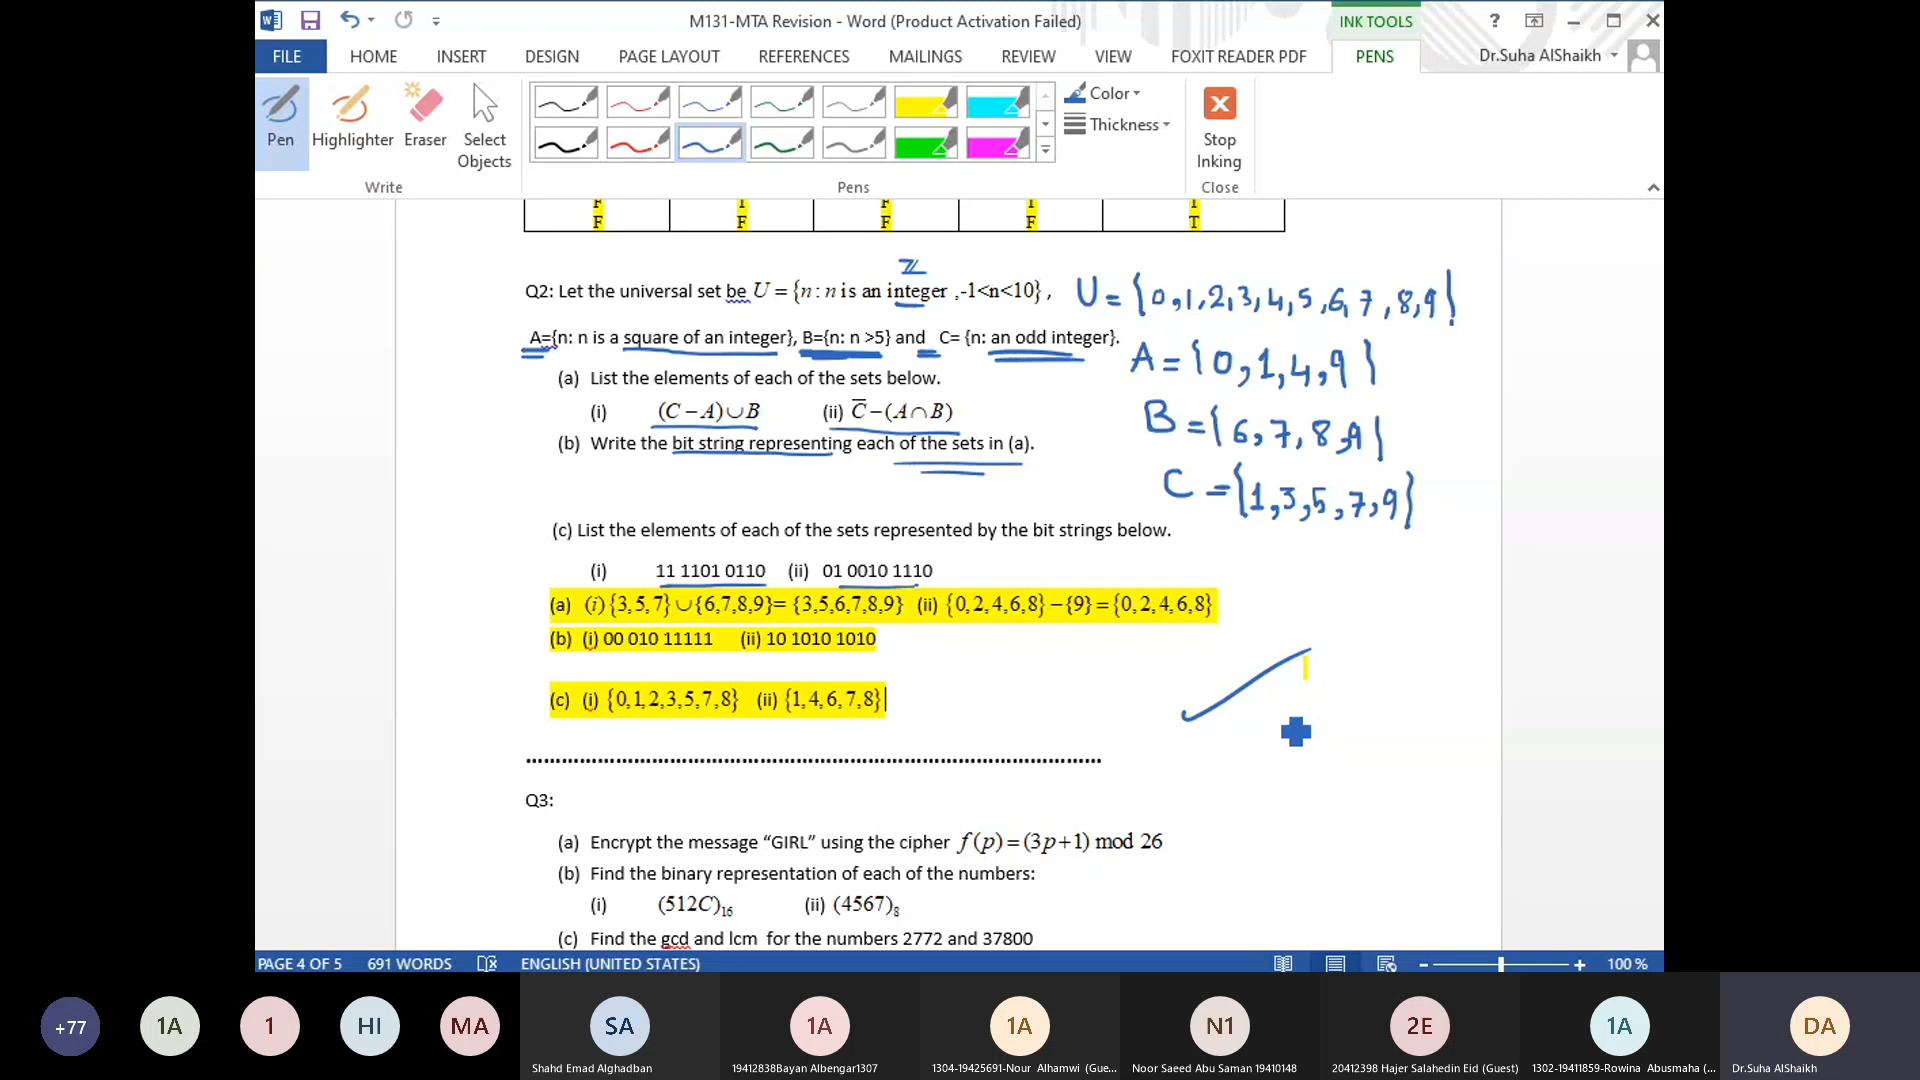 M131-MTA Revision - Word (Product Activation Failed)
INK TOOLS
?
FILE HOME INSERT DESIGN PAGE LAYOUT REFERENCES MAILINGS REVIEW VIEW FOXIT READER PDF PENS
Dr.Suha AlShaikh
Pen Highlighter Eraser Select Objects
Color
Thickness
Stop Inking
Write Pens Close
F F F F T
ℤ
Q2: Let the universal set be U = {n : n is an integer ,-1<n<10} ,
U = {0,1,2,3,4,5,6,7,8,9}
A={n: n is a square of an integer}, B={n: n >5} and C= {n: an odd integer}.
A = {0,1,4,9}
(a) List the elements of each of the sets below.
(i) (C − A)∪B (ii) C̅ − (A∩B)
B = {6,7,8,9}
(b) Write the bit string representing each of the sets in (a).
C = {1,3,5,7,9}
(c) List the elements of each of the sets represented by the bit strings below.
(i) 11 1101 0110 (ii) 01 0010 1110
(a) (i) {3,5,7} ∪{6,7,8,9}= {3,5,6,7,8,9} (ii) {0,2,4,6,8}−{9}={0,2,4,6,8}
(b) (i) 00 010 11111 (ii) 10 1010 1010
(c) (i) {0,1,2,3,5,7,8} (ii) {1,4,6,7,8}
Q3:
(a) Encrypt the message “GIRL” using the cipher f(p)=(3p+1) mod 26
(b) Find the binary representation of each of the numbers:
(i) (512C)₁₆ (ii) (4567)₈
(c) Find the gcd and lcm for the numbers 2772 and 37800
PAGE 4 OF 5 691 WORDS ENGLISH (UNITED STATES) 100 %
+77 1A 1 HI MA SA 1A 1A N1 2E 1A DA
Shahd Emad Alghadban 19412838Bayan Albengar1307 1304-19425691-Nour Alhamwi (Gue... Noor Saeed Abu Saman 19410148 20412398 Hajer Salahedin Eid (Guest) 1302-19411859-Rowina Abusmaha (... Dr.Suha AlShaikh